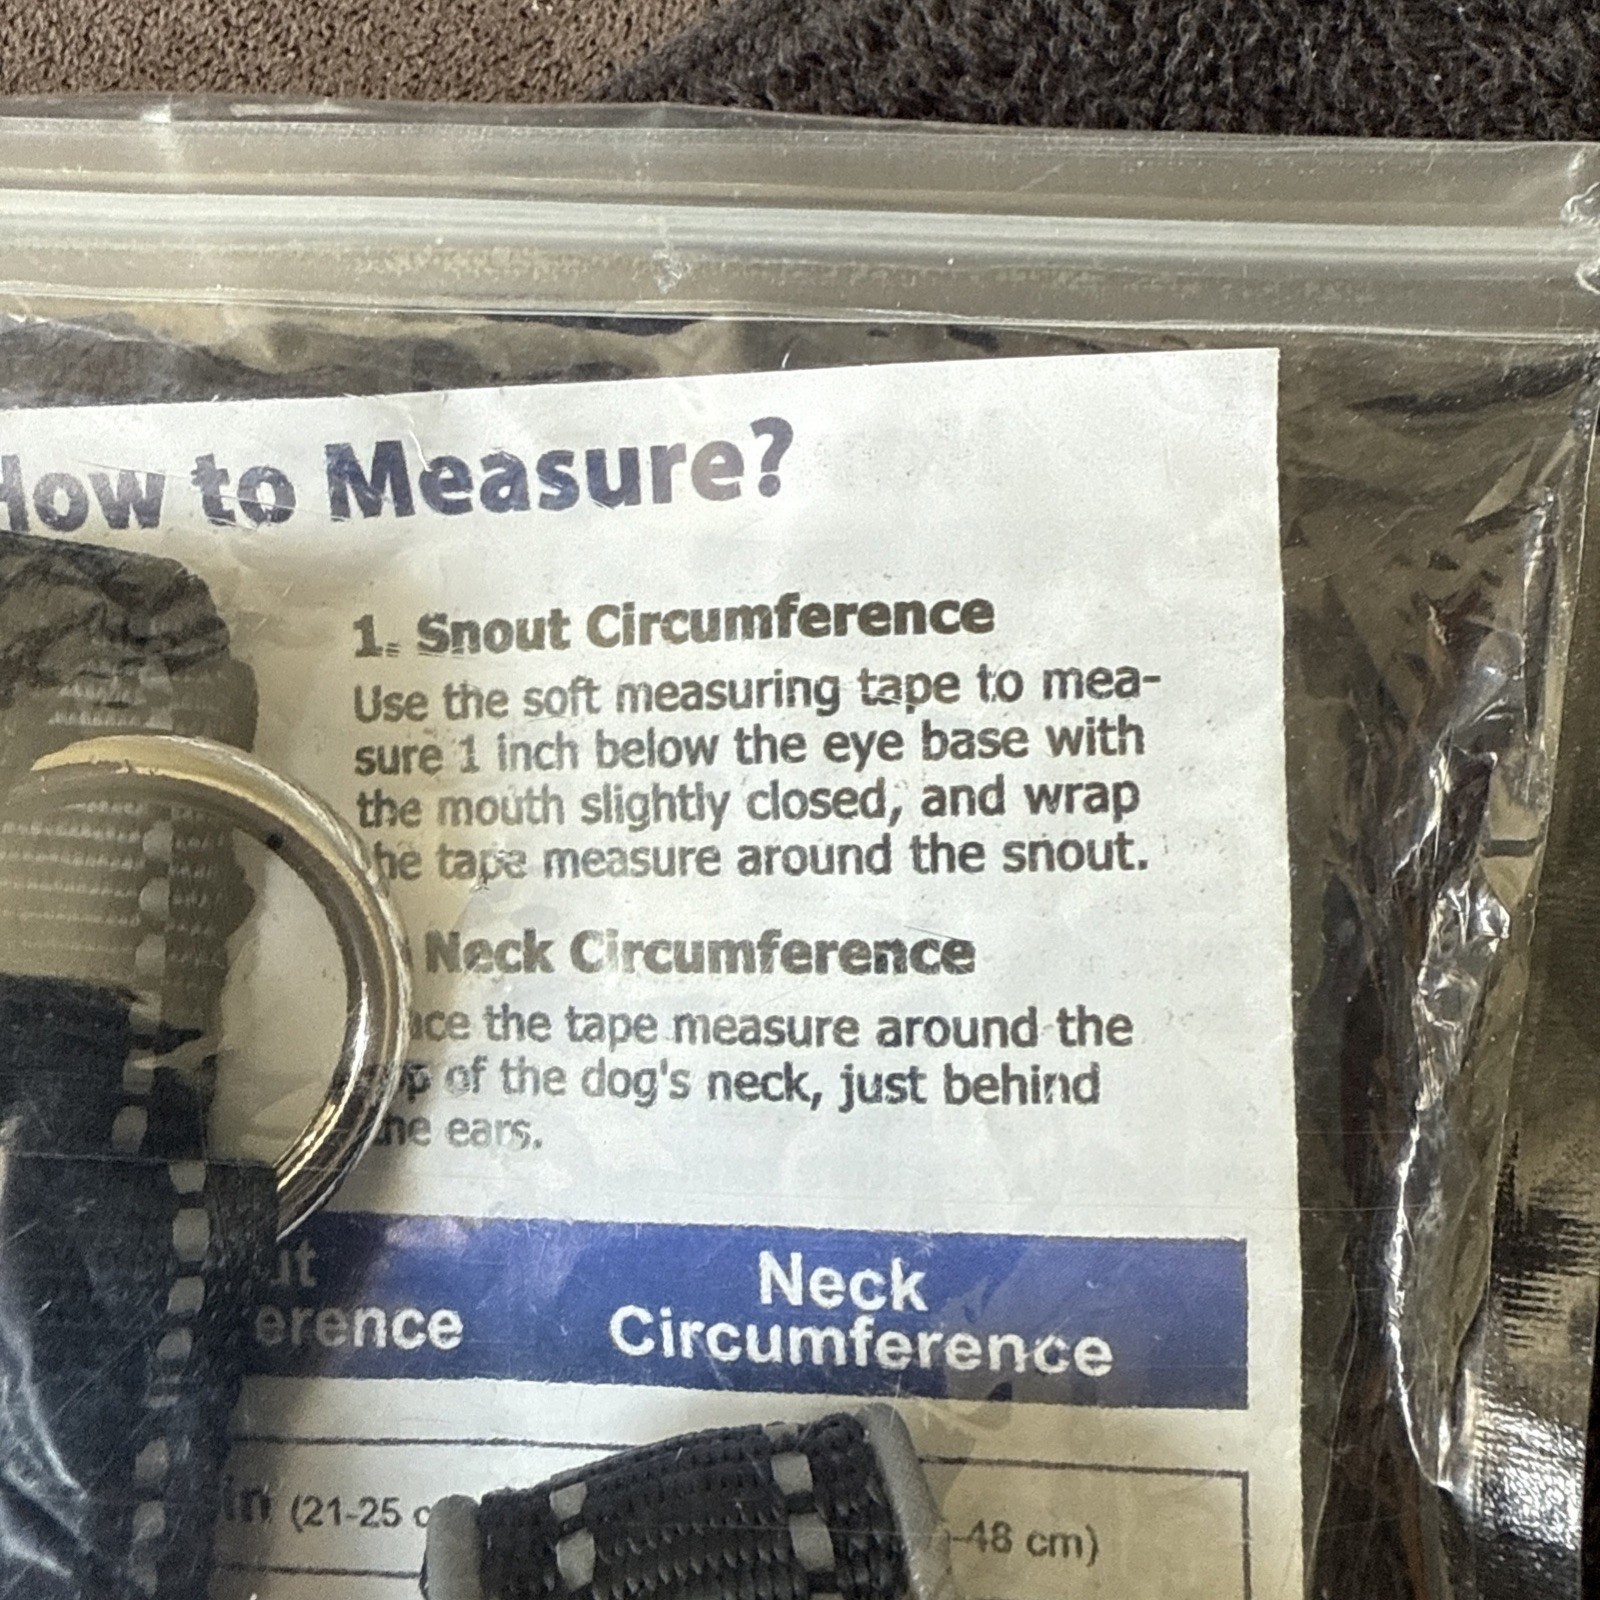 How to Measure?
1. Snout Circumference
Use the soft measuring tape to mea-
sure 1 inch below the eye base with
the mouth slightly closed, and wrap
the tape measure around the snout.
Neck Circumference
the tape measure around the
of the dog's neck, just behind
the ears.
Neck
Circumference
in (21-25 c
-48 cm)